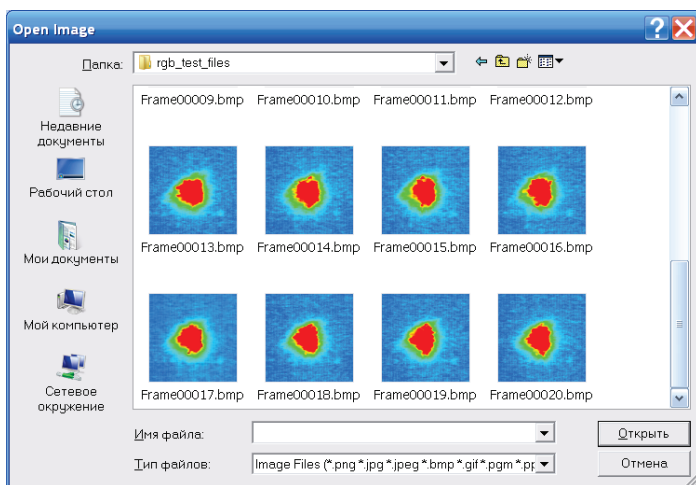 Open Image
Папка: rgb_test_files
Frame00009.bmp Frame00010.bmp Frame00011.bmp Frame00012.bmp
Недавние документы
Рабочий стол
Frame00013.bmp Frame00014.bmp Frame00015.bmp Frame00016.bmp
Мои документы
Мой компьютер
Сетевое окружение
Frame00017.bmp Frame00018.bmp Frame00019.bmp Frame00020.bmp
Имя файла:
Открыть
Тип файлов: Image Files (*.png *.jpg *.jpeg *.bmp *.gif *.pgm
Отмена